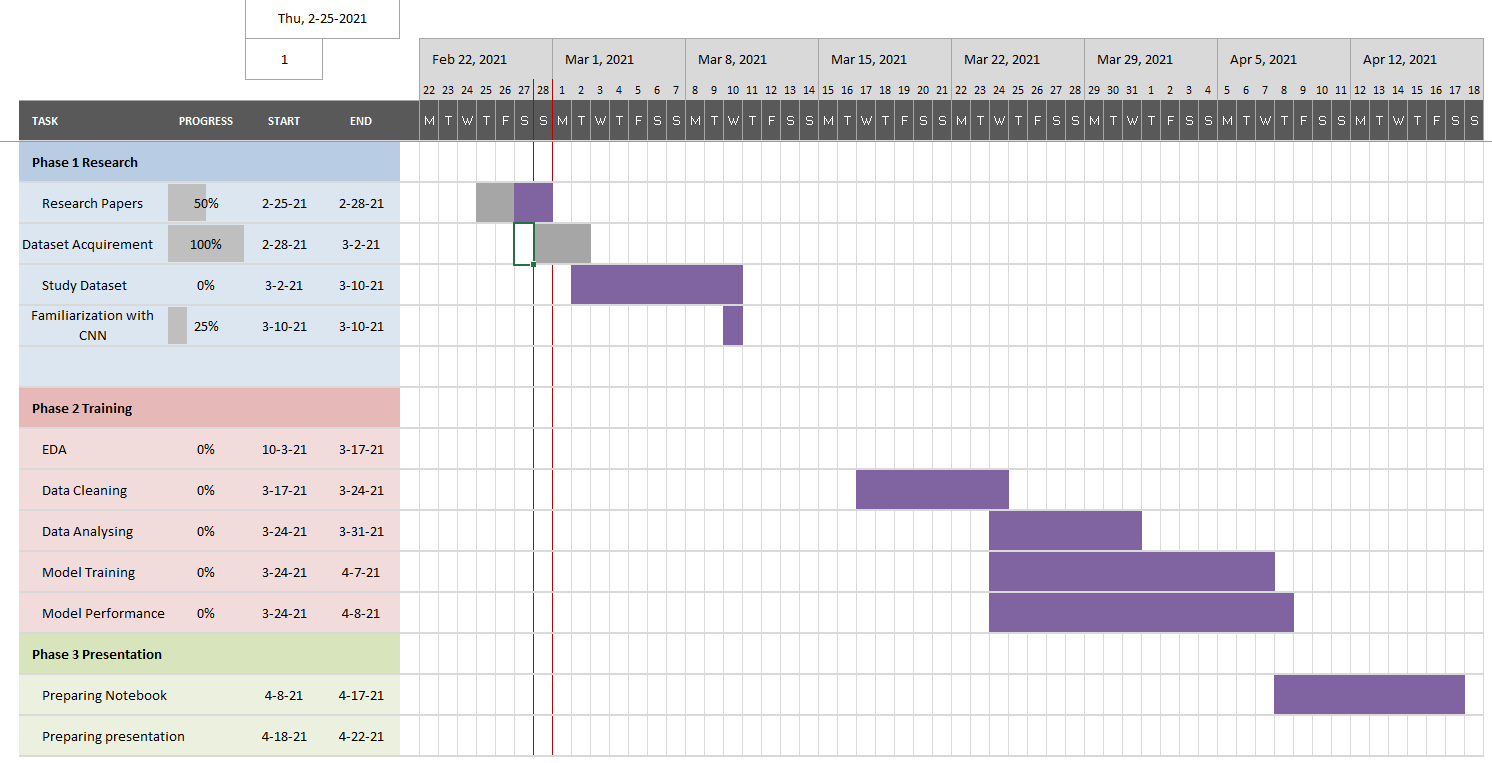 Thu, 2-25-2021
1
Feb 22, 2021 Mar 1, 2021 Mar 8, 2021 Mar 15, 2021 Mar 22, 2021 Mar 29, 2021 Apr 5, 2021 Apr 12, 2021
22 23 24 25 26 27 28 1 2 3 4 5 6 7 8 9 10 11 12 13 14 15 16 17 18 19 20 21 22 23 24 25 26 27 28 29 30 31 1 2 3 4 5 6 7 8 9 10 11 12 13 14 15 16 17 18
TASK PROGRESS START END M T W T F S S M T W T F S S M T W T F S S M T W T F S S M T W T F S S M T W T F S S M T W T F S S M T W T F S S
Phase 1 Research
Research Papers 50% 2-25-21 2-28-21
Dataset Acquirement 100% 2-28-21 3-2-21
Study Dataset 0% 3-2-21 3-10-21
Familiarization with
CNN 25% 3-10-21 3-10-21
Phase 2 Training
EDA 0% 10-3-21 3-17-21
Data Cleaning 0% 3-17-21 3-24-21
Data Analysing 0% 3-24-21 3-31-21
Model Training 0% 3-24-21 4-7-21
Model Performance 0% 3-24-21 4-8-21
Phase 3 Presentation
Preparing Notebook 4-8-21 4-17-21
Preparing presentation 4-18-21 4-22-21